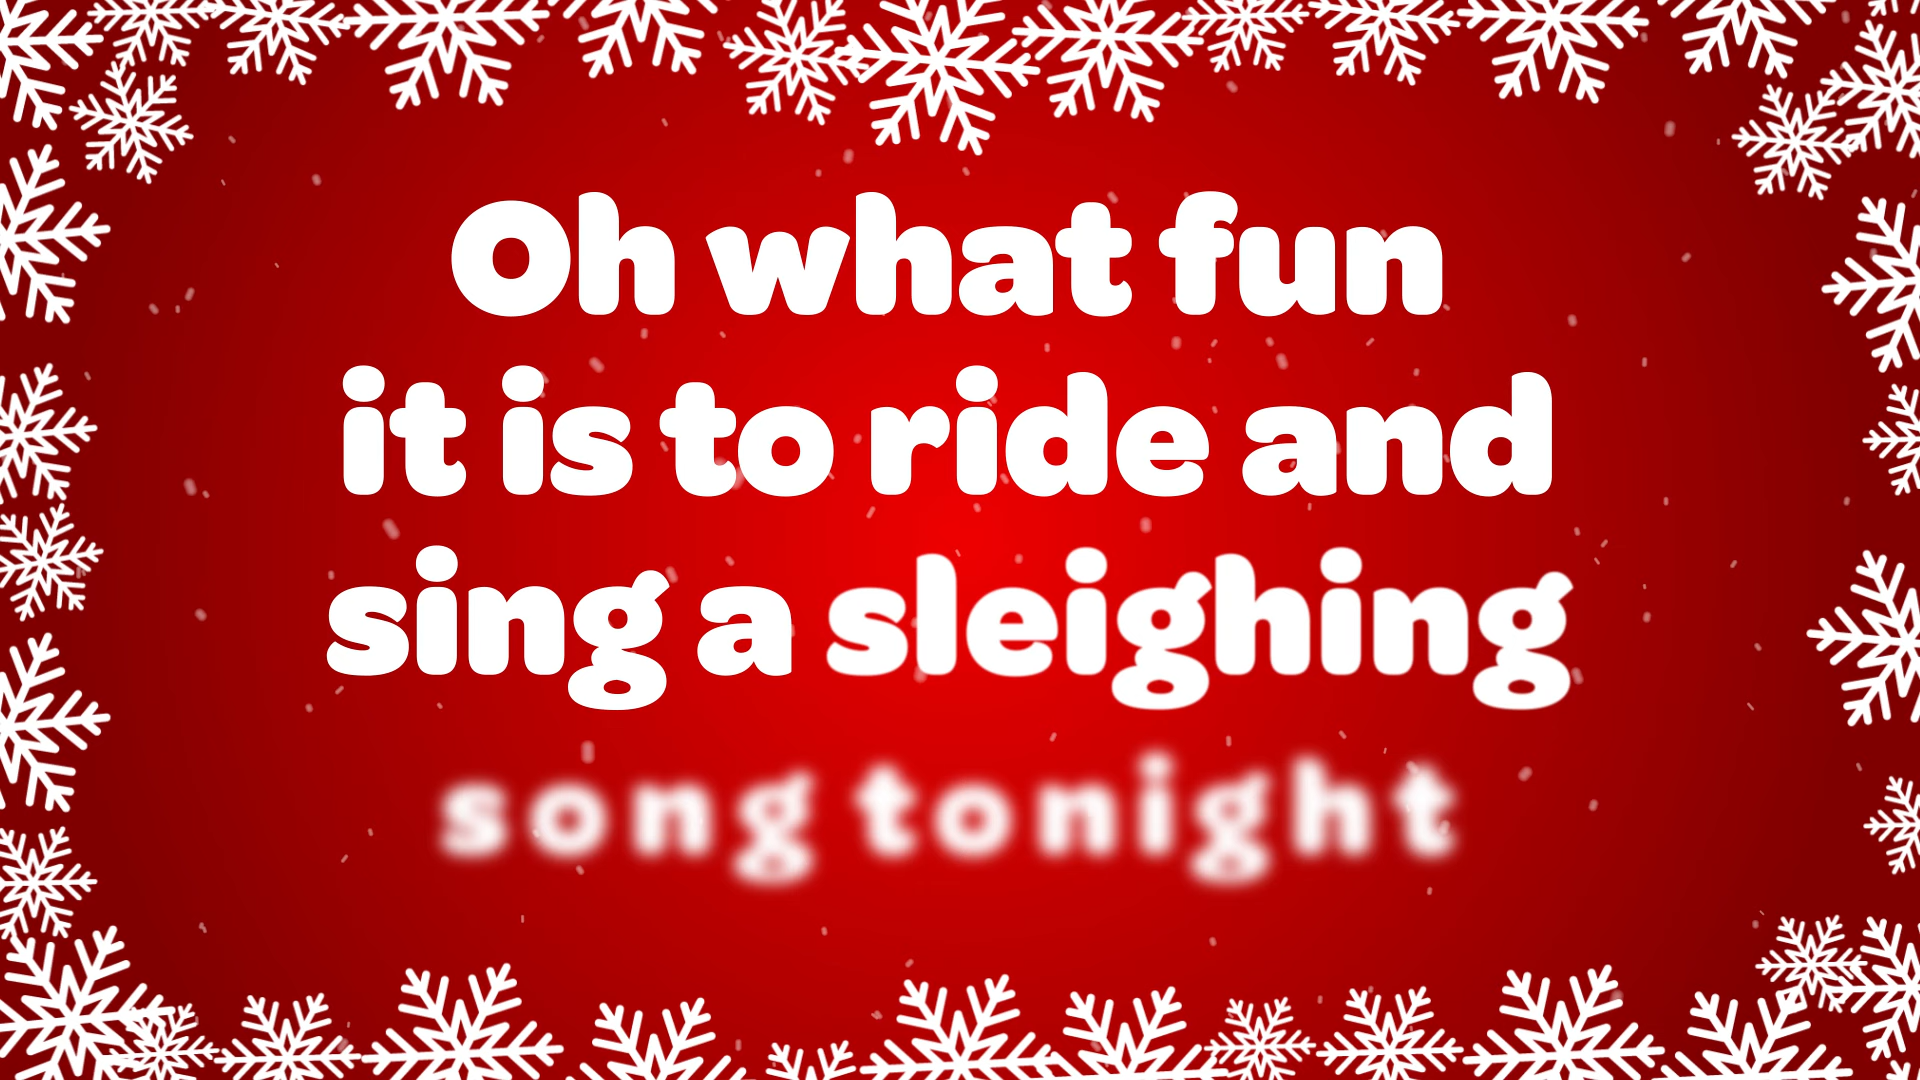 Oh what fun
it is to ride and
sing a sleighing
song tonight